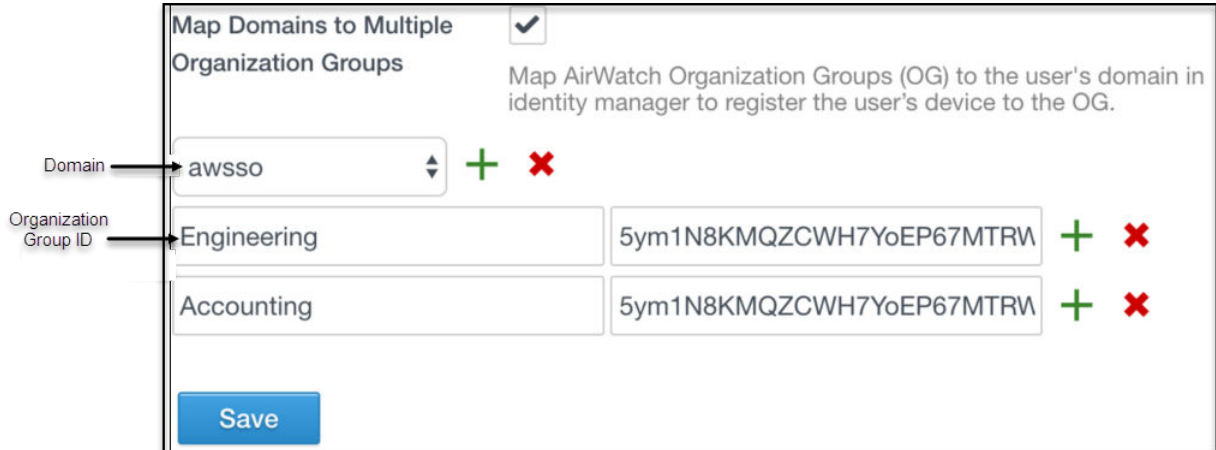 Map Domains to Multiple
Organization Groups
Map AirWatch Organization Groups (OG) to the user's domain in
identity manager to register the user's device to the OG.
Domain
awsso
Organization
Group ID
Engineering
5ym1N8KMQZCWH7YoEP67MTRW
Accounting
5ym1N8KMQZCWH7YoEP67MTRW
Save